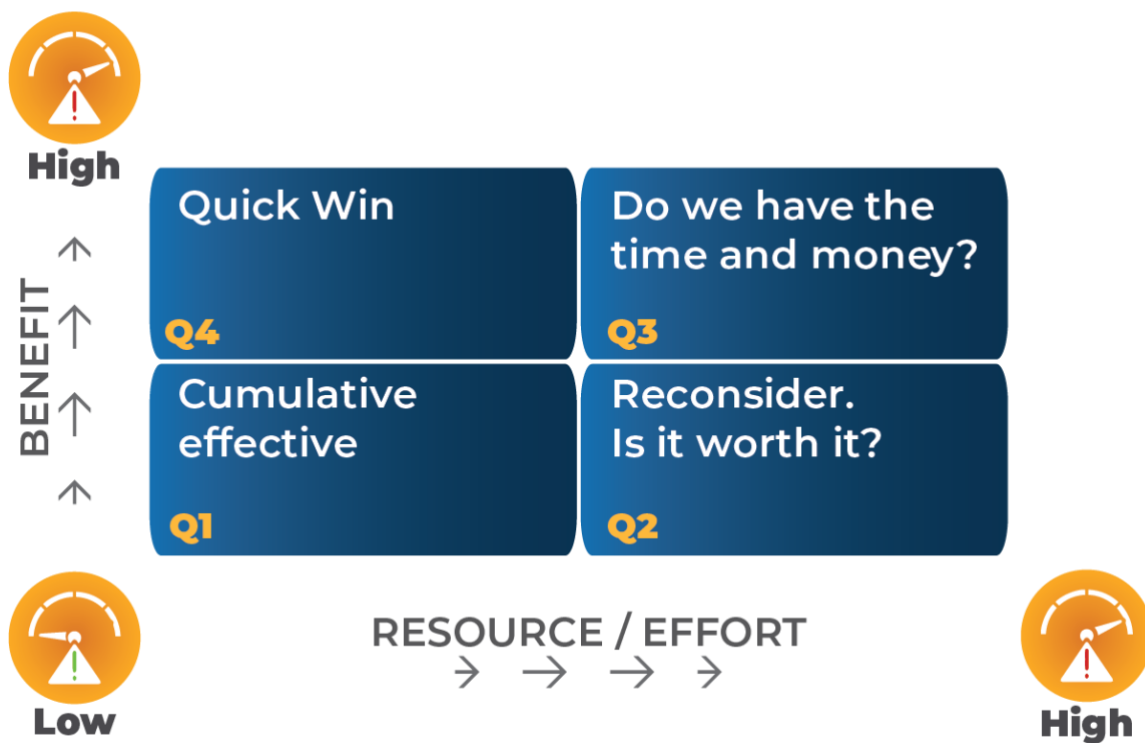 High
Quick Win
Q4
Do we have the
time and money?
Q3
BENEFIT
Cumulative
effective
Q1
Reconsider.
Is it worth it?
Q2
Low
RESOURCE / EFFORT
High